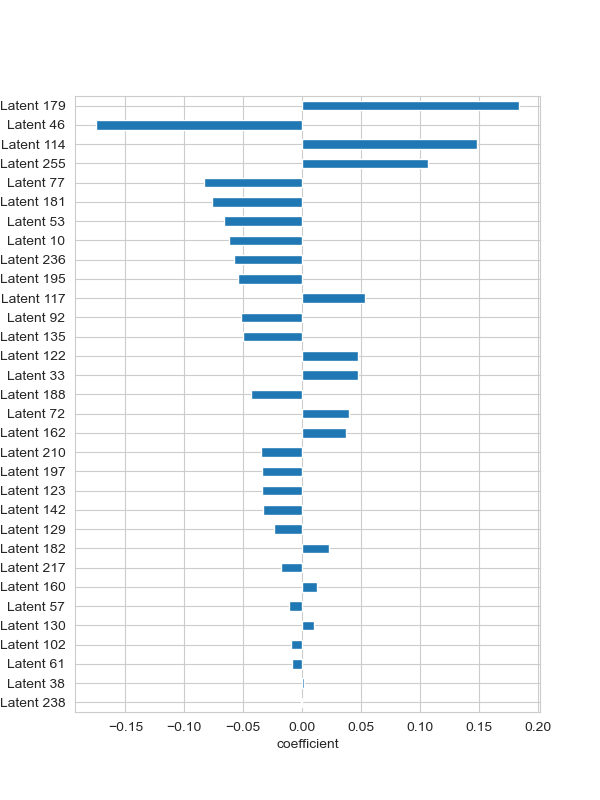 Latent 179
Latent 46
Latent 114
Latent 255
Latent 77
Latent 181
Latent 53
Latent 10
Latent 236
Latent 195
Latent 117
Latent 92
Latent 135
Latent 122
Latent 33
Latent 188
Latent 72
Latent 162
Latent 210
Latent 197
Latent 123
Latent 142
Latent 129
Latent 182
Latent 217
Latent 160
Latent 57
Latent 130
Latent 102
Latent 61
Latent 38
Latent 238
−0.15 −0.10 −0.05 0.00 0.05 0.10 0.15 0.20
coefficient